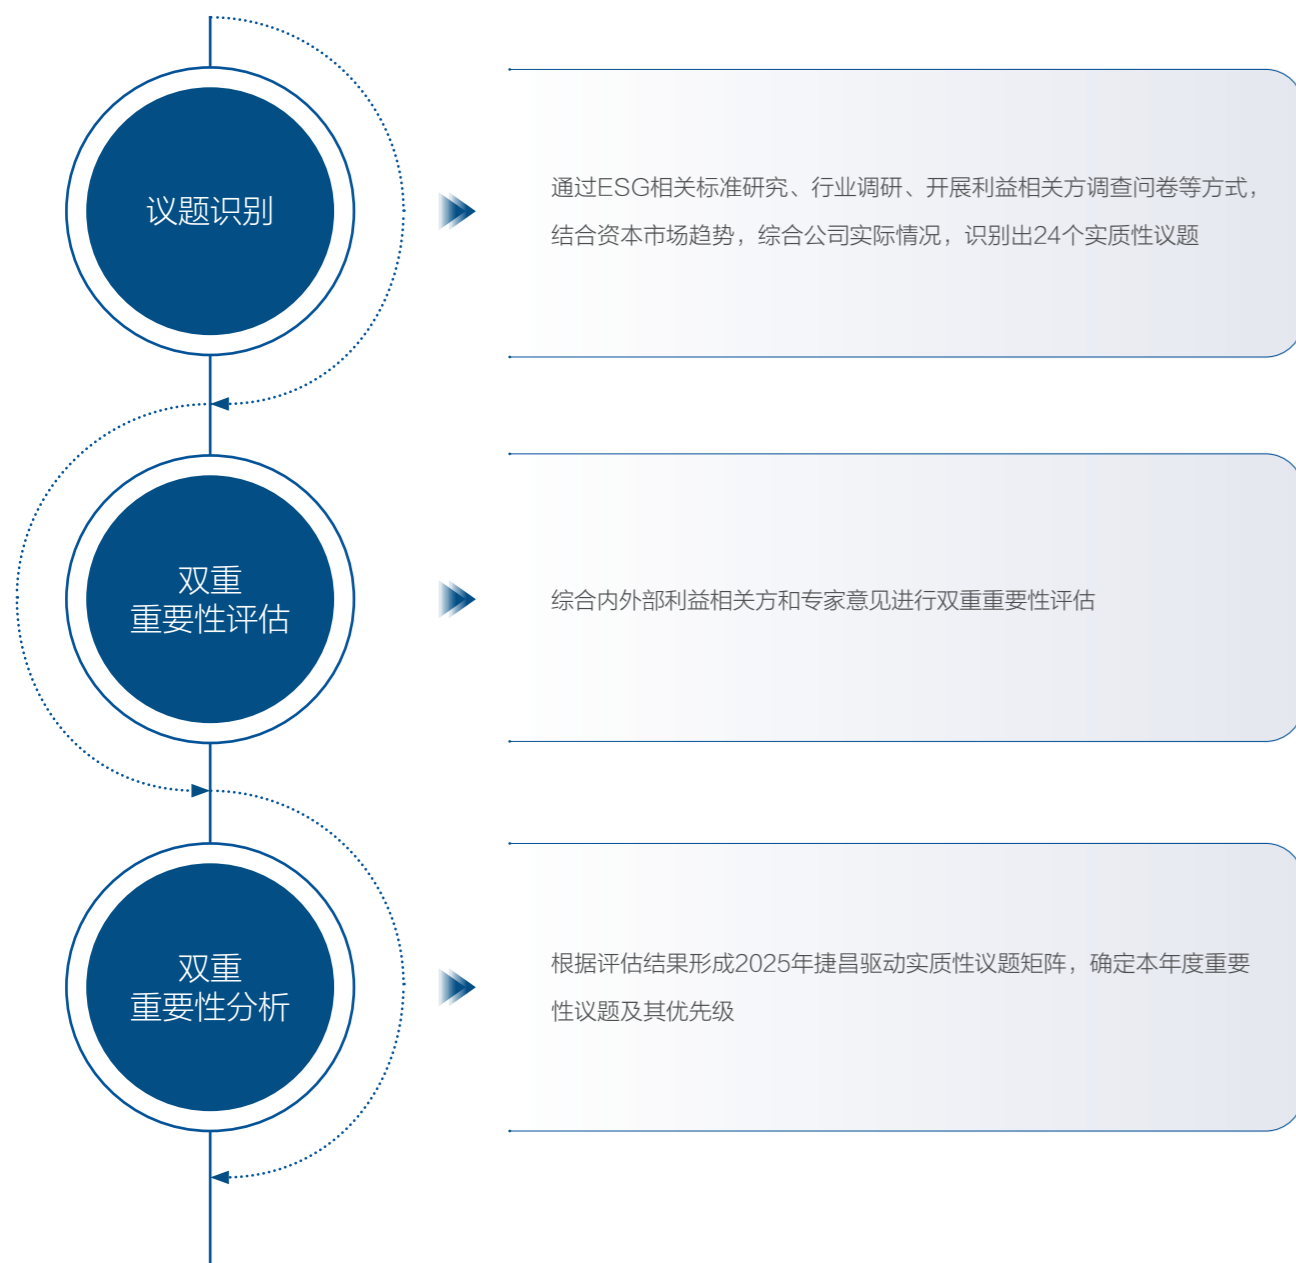 议题识别
通过ESG相关标准研究、行业调研、开展利益相关方调查问卷等方式，
结合资本市场趋势，综合公司实际情况，识别出24个实质性议题
双重
重要性评估
综合内外部利益相关方和专家意见进行双重重要性评估
双重
重要性分析
根据评估结果形成2025年捷昌驱动实质性议题矩阵，确定本年度重要
性议题及其优先级